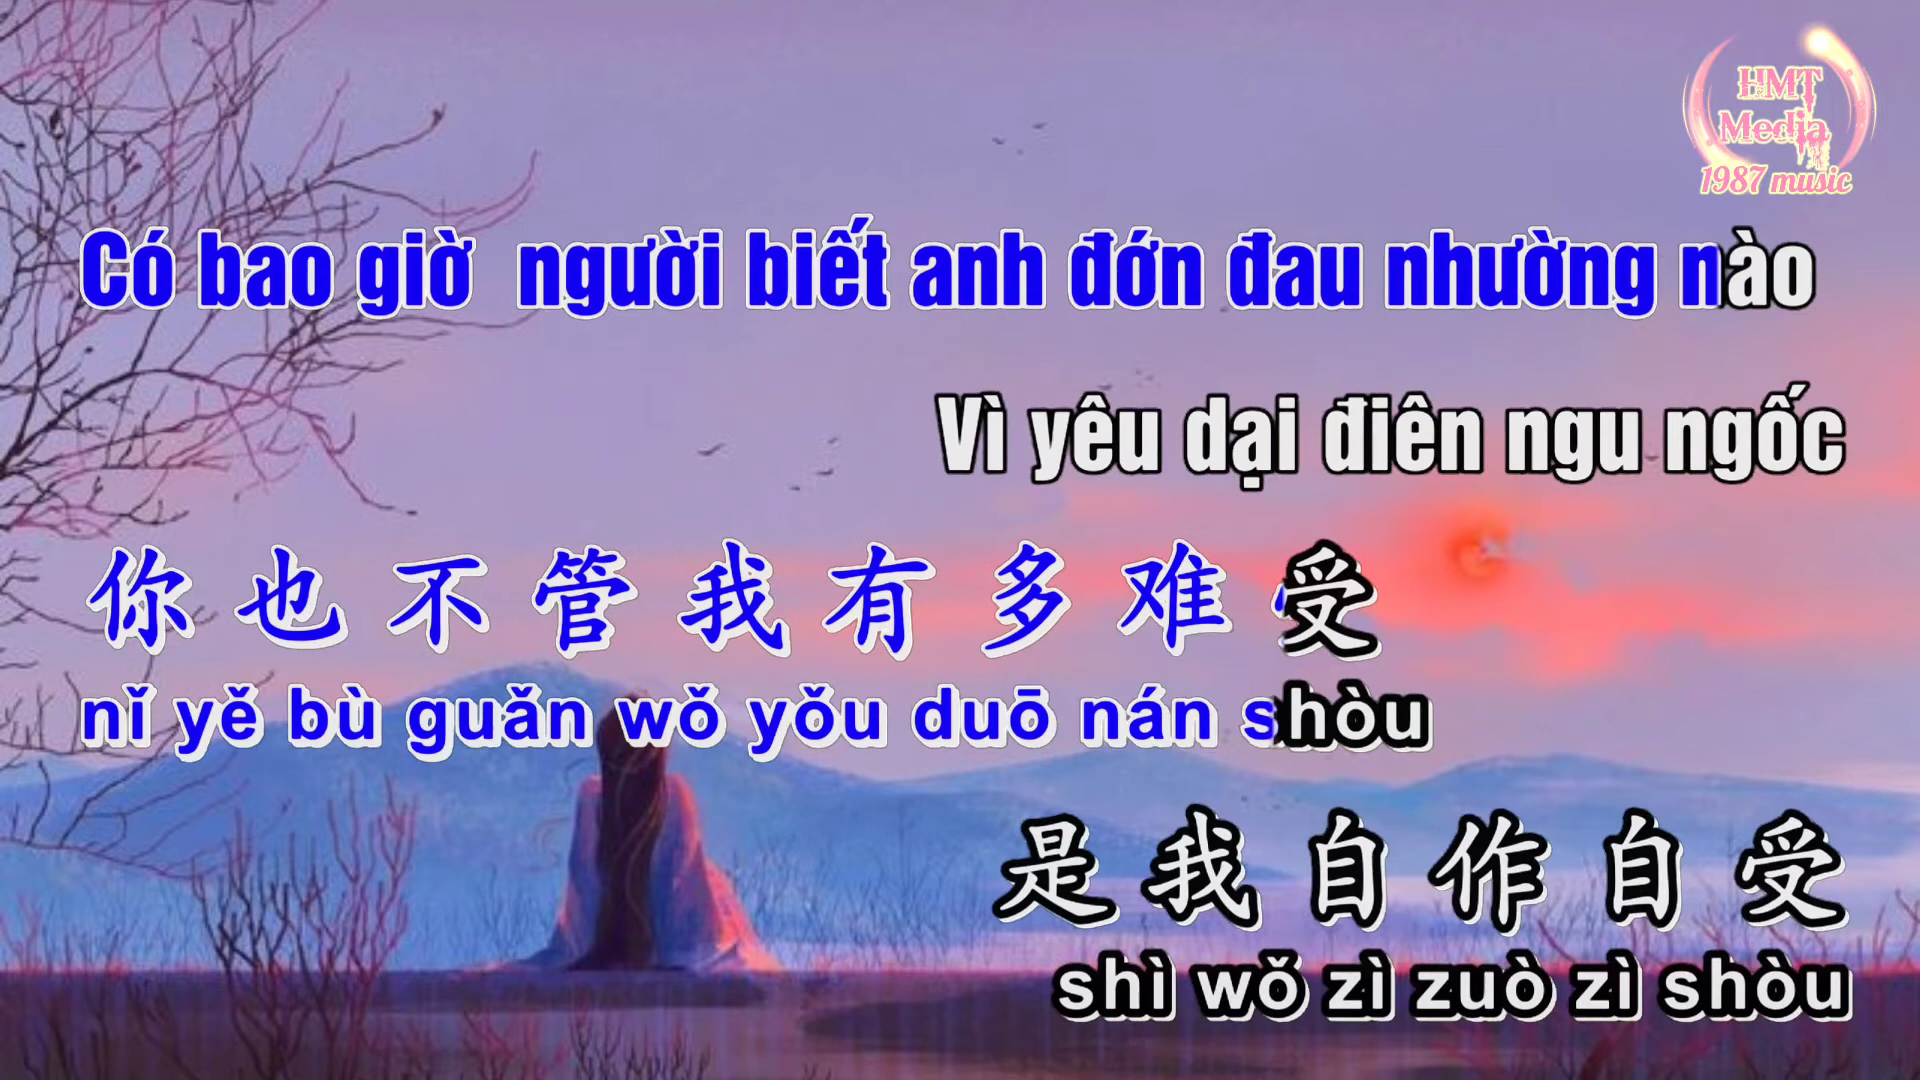 HMT
Media
1987 music
Có bao giờ người biết anh đớn đau nhường nào
Vì yêu dại điên ngu ngốc
你也不管我有多难受
nǐ yě bù guǎn wǒ yǒu duō nán shòu
是我自作自受
shì wǒ zì zuò zì shòu